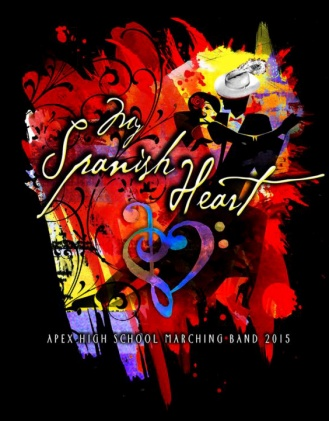 My
Spanish Heart
APEX HIGH SCHOOL MARCHING BAND 2015